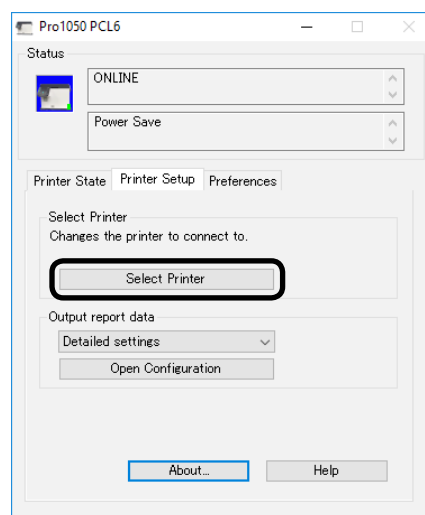 Pro1050 PCL6
Status
ONLINE
Power Save
Printer State Printer Setup Preferences
Select Printer
Changes the printer to connect to.
Select Printer
Output report data
Detailed settings
Open Configuration
About... Help